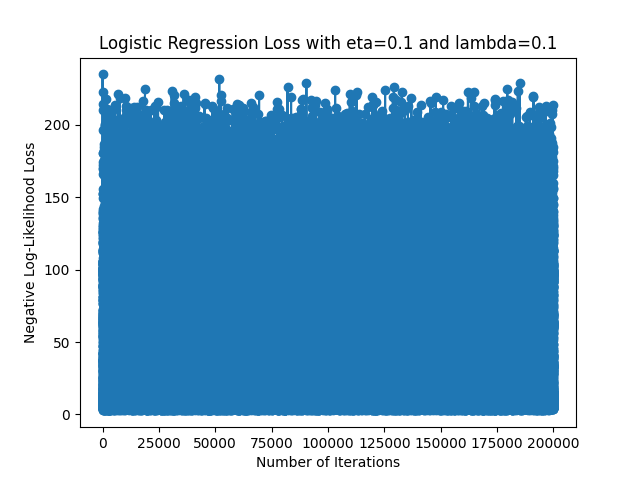 Logistic Regression Loss with eta=0.1 and lambda=0.1
200
150
100
50
0
Negative Log-Likelihood Loss
0 25000 50000 75000 100000 125000 150000 175000 200000
Number of Iterations